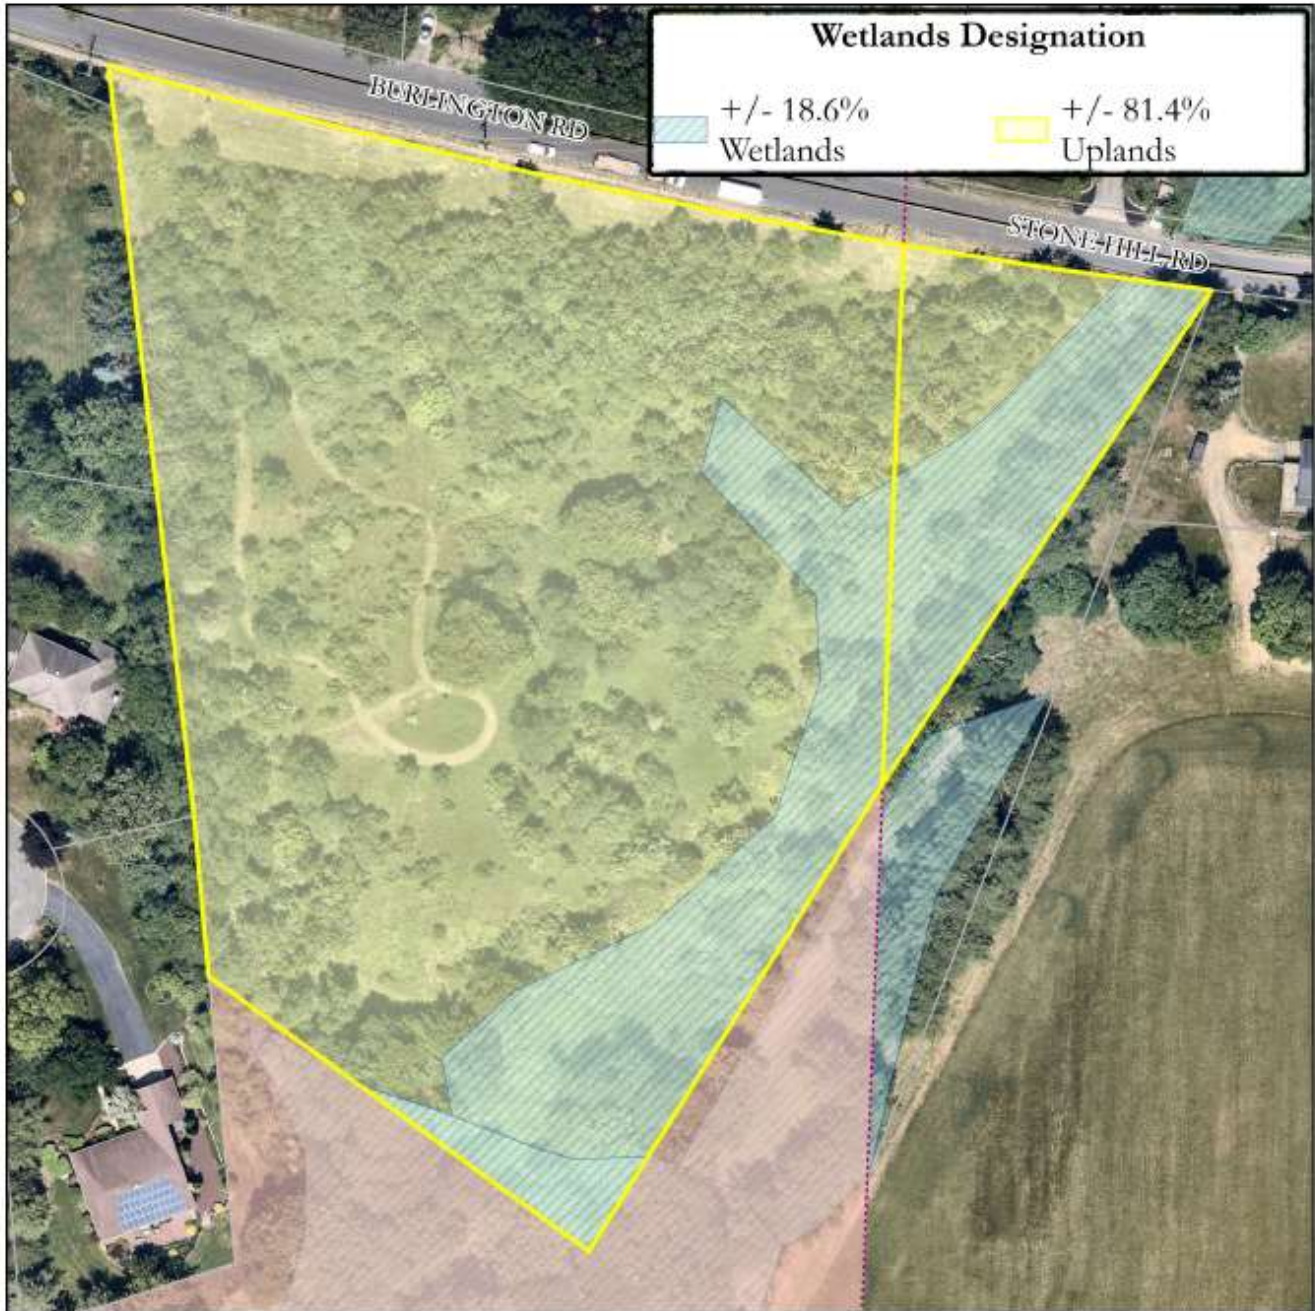 Wetlands Designation
+/- 18.6%
Wetlands
+/- 81.4%
Uplands
BURLINGTON RD
STONE HILL RD